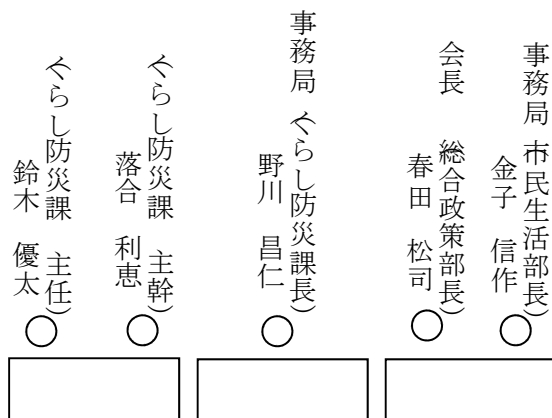 事務局（市民生活部長）
金子　信作
会長　（総合政策部長）
春田　松司
事務局（くらし防災課長）
野川　昌仁
（くらし防災課　主幹）
落合　利恵
（くらし防災課　主任）
鈴木　優太